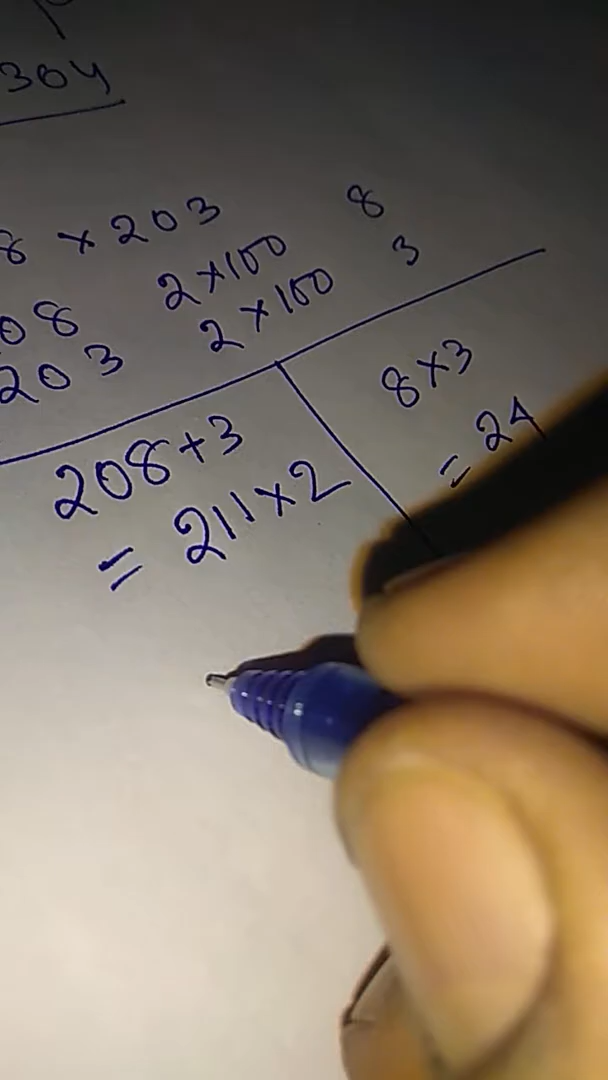 304
8 × 203
08 2×100 8
203 2×100 3
208+3
= 211×2
8×3
= 24